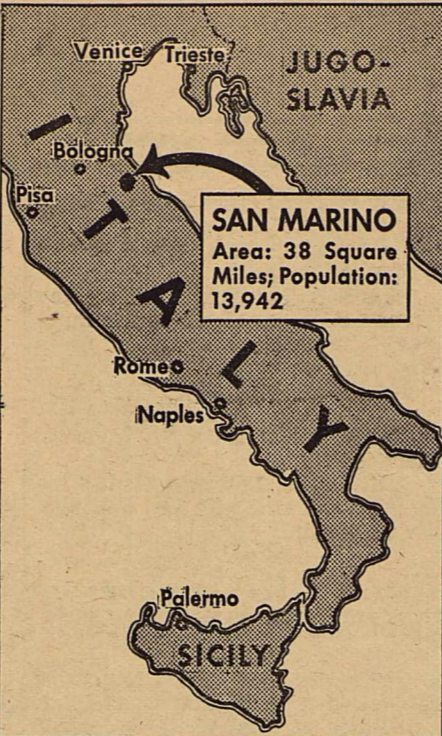 Venice Trieste
JUGO-
SLAVIA
Bologna
Pisa
ITALY
SAN MARINO
Area: 38 Square
Miles; Population:
13,942
Rome
Naples
Palermo
SICILY